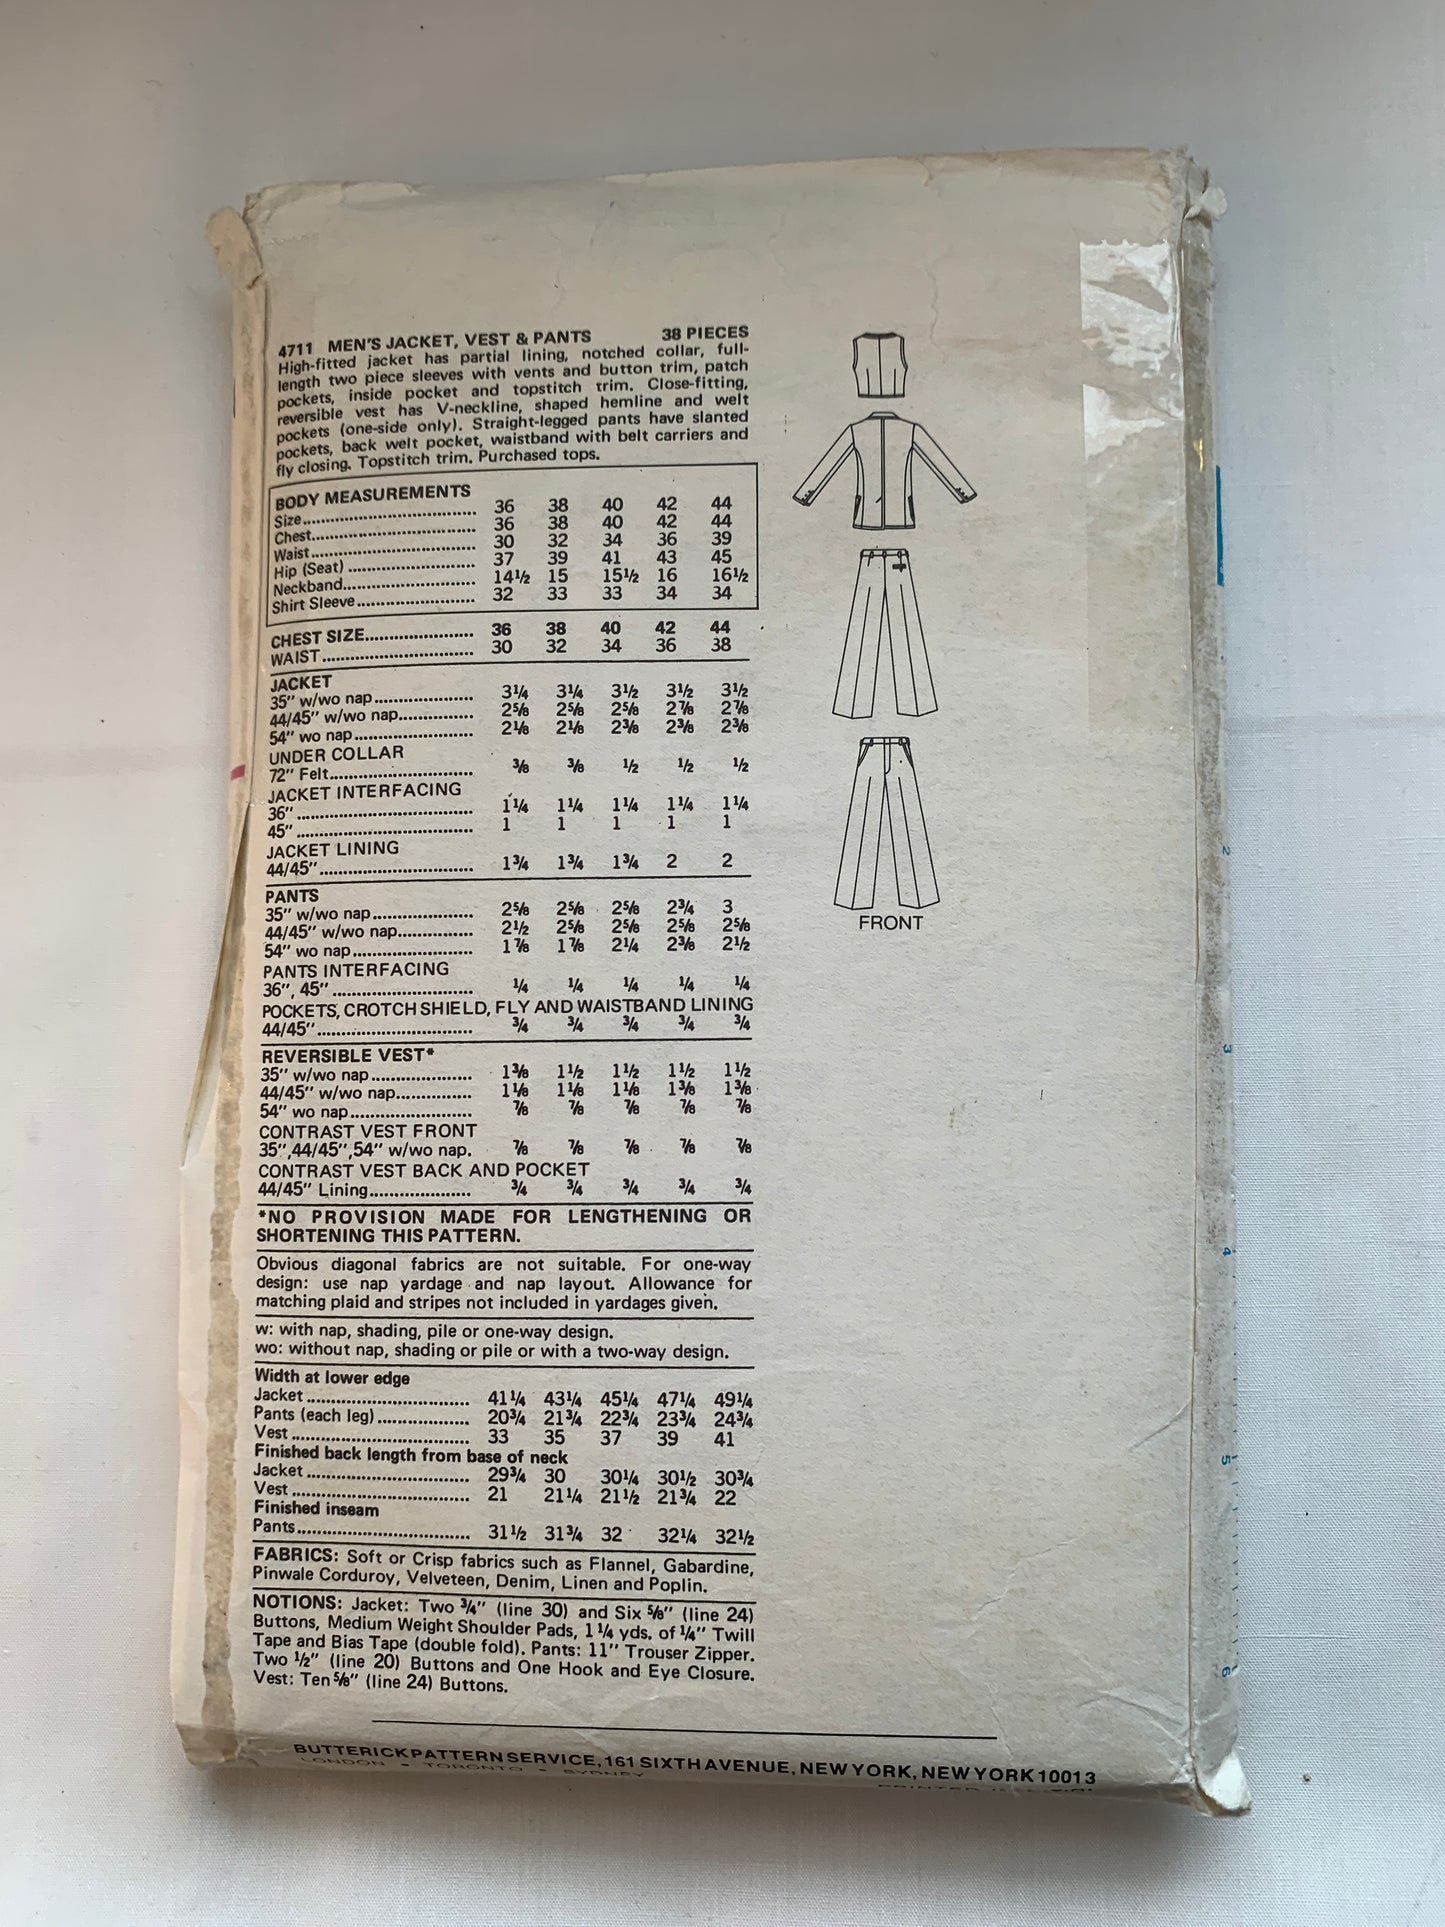 4711 MEN'S JACKET, VEST & PANTS 38 PIECES
High-fitted jacket has partial lining, notched collar, full-
length two piece sleeves with vents and button trim, patch
pockets, inside pocket and topstitch trim. Close-fitting,
reversible vest has V-neckline, shaped hemline and welt
pockets (one-side only). Straight-legged pants have slanted
pockets, back welt pocket, waistband with belt carriers and
fly closing. Topstitch trim. Purchased tops.
BODY MEASUREMENTS
Size 36 38 40 42 44
Chest 36 38 40 42 44
Waist 30 32 34 36 39
Hip (Seat) 37 39 41 43 45
Neckband 14½ 15 15½ 16 16½
Shirt Sleeve 32 33 33 34 34
CHEST SIZE 36 38 40 42 44
WAIST 30 32 34 36 38
JACKET
35" w/wo nap 3¼ 3¼ 3½ 3½ 3½
44/45" w/wo nap 2⅝ 2⅝ 2⅝ 2⅞ 2⅞
54" wo nap 2⅛ 2⅛ 2⅜ 2⅜ 2⅜
UNDER COLLAR
72" Felt ⅜ ⅜ ½ ½ ½
JACKET INTERFACING
36" 1¼ 1¼ 1¼ 1¼ 1¼
45" 1 1 1 1 1
JACKET LINING
44/45" 1¾ 1¾ 1¾ 2 2
PANTS
35" w/wo nap 2⅝ 2⅝ 2⅝ 2¾ 3
44/45" w/wo nap 2½ 2⅝ 2⅝ 2⅝ 2⅝
54" wo nap 1⅞ 1⅞ 2¼ 2⅜ 2½
PANTS INTERFACING
36", 45" ¼ ¼ ¼ ¼ ¼
POCKETS, CROTCH SHIELD, FLY AND WAISTBAND LINING
44/45" ¾ ¾ ¾ ¾ ¾
REVERSIBLE VEST*
35" w/wo nap 1⅜ 1½ 1½ 1½ 1½
44/45" w/wo nap 1⅛ 1⅛ 1⅛ 1⅜ 1⅜
54" wo nap ⅞ ⅞ ⅞ ⅞ ⅞
CONTRAST VEST FRONT
35",44/45",54" w/wo nap. ⅞ ⅞ ⅞ ⅞ ⅞
CONTRAST VEST BACK AND POCKET
44/45" Lining ¾ ¾ ¾ ¾ ¾
*NO PROVISION MADE FOR LENGTHENING OR
SHORTENING THIS PATTERN.
Obvious diagonal fabrics are not suitable. For one-way
design: use nap yardage and nap layout. Allowance for
matching plaid and stripes not included in yardages given.
w: with nap, shading, pile or one-way design.
wo: without nap, shading or pile or with a two-way design.
Width at lower edge
Jacket 41¼ 43¼ 45¼ 47¼ 49¼
Pants (each leg) 20¾ 21¾ 22¾ 23¾ 24¾
Vest 33 35 37 39 41
Finished back length from base of neck
Jacket 29¾ 30 30¼ 30½ 30¾
Vest 21 21¼ 21½ 21¾ 22
Finished inseam
Pants 31½ 31¾ 32 32¼ 32½
FABRICS: Soft or Crisp fabrics such as Flannel, Gabardine,
Pinwale Corduroy, Velveteen, Denim, Linen and Poplin.
NOTIONS: Jacket: Two ¾" (line 30) and Six ⅝" (line 24)
Buttons, Medium Weight Shoulder Pads, 1¼ yds. of ¼" Twill
Tape and Bias Tape (double fold). Pants: 11" Trouser Zipper.
Two ½" (line 20) Buttons and One Hook and Eye Closure.
Vest: Ten ⅝" (line 24) Buttons.
FRONT
BUTTERICK PATTERN SERVICE, 161 SIXTH AVENUE, NEW YORK, NEW YORK 10013
LONDON • TORONTO • SYDNEY
2
3
4
5
6